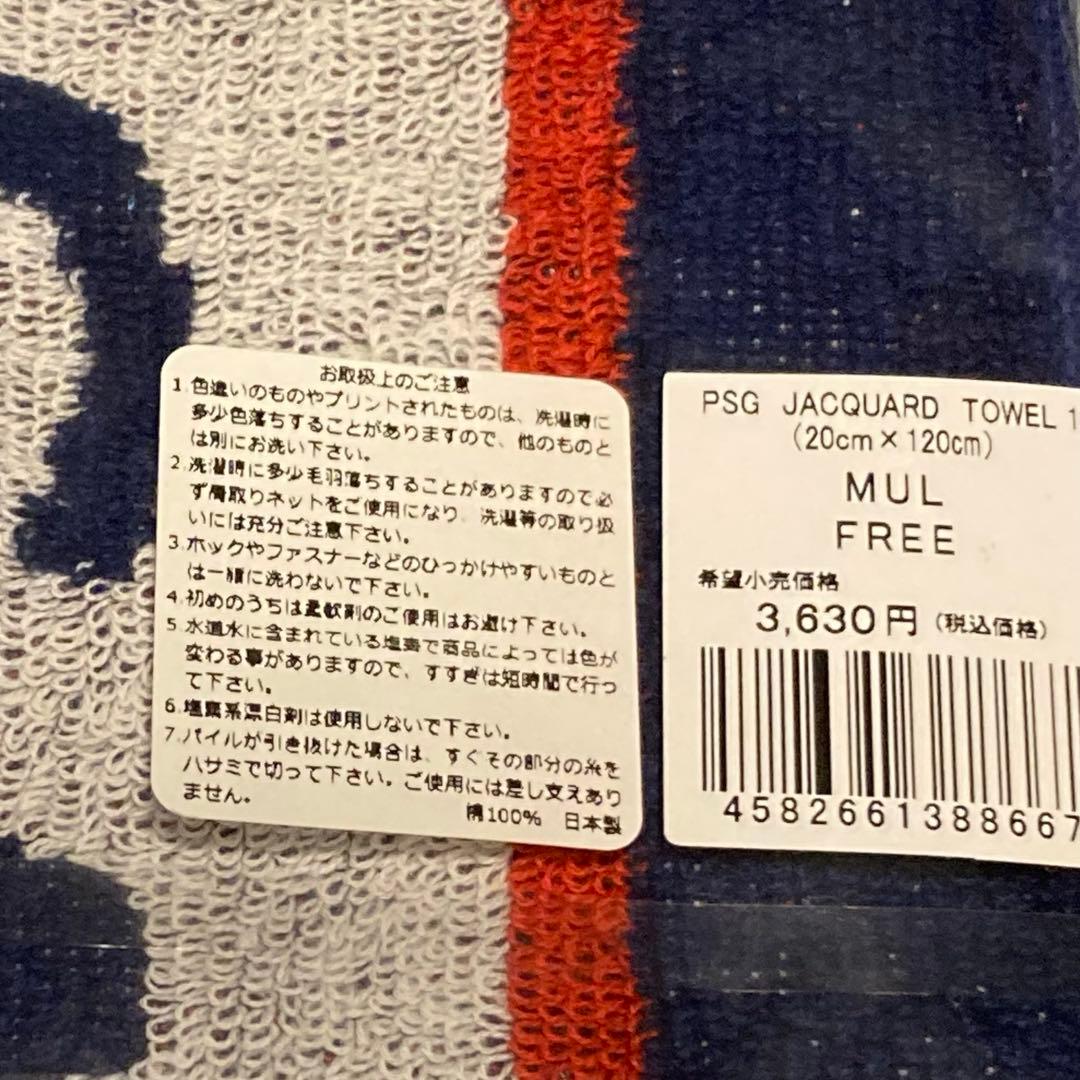 お取扱上のご注意
1.色違いのものやプリントされたものは、洗濯時に
多少色落ちすることがありますので、他のものと
は別にお洗い下さい。
2.洗濯時に多少毛羽落ちすることがありますので必
ず屑取りネットをご使用になり、洗濯等の取り扱
いには充分ご注意下さい。
3.ホックやファスナーなどのひっかけやすいものと
は一緒に洗わないで下さい。
4.初めのうちは柔軟剤のご使用はお避け下さい。
5.水道水に含まれている塩素で商品によっては色が
変わる事がありますので、すすぎは短時間で行っ
て下さい。
6.塩素系漂白剤は使用しないで下さい。
7.パイルが引き抜けた場合は、すぐその部分の糸を
ハサミで切って下さい。ご使用には差し支えあり
ません。
綿100% 日本製
PSG JACQUARD TOWEL 1
(20cm×120cm)
MUL
FREE
希望小売価格
3,630円（税込価格）
4582661388667